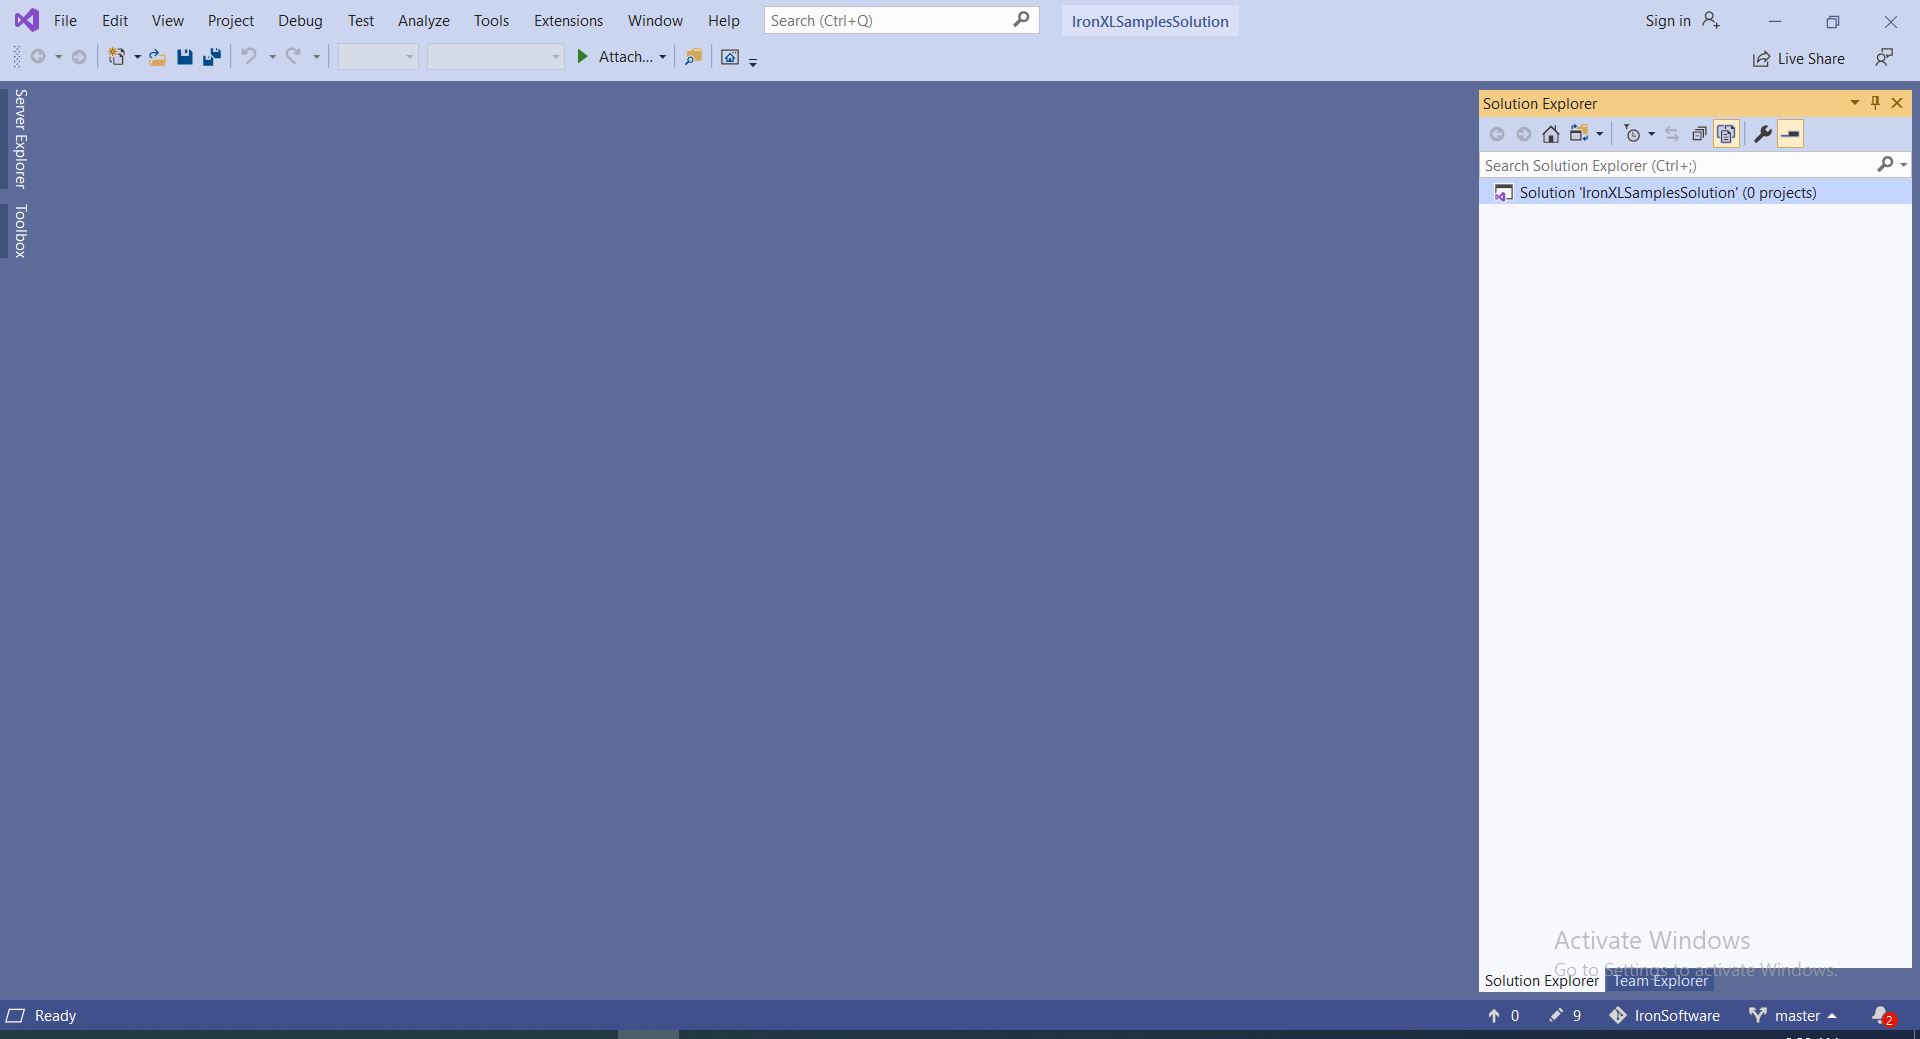 File Edit View Project Debug Test Analyze Tools Extensions Window Help Search (Ctrl+Q) IronXLSamplesSolution Sign in
Attach... Live Share
Server Explorer
Toolbox
Solution Explorer
Search Solution Explorer (Ctrl+;)
Solution 'IronXLSamplesSolution' (0 projects)
Activate Windows
Go to Settings to activate Windows.
Solution Explorer Team Explorer
Ready 0 9 IronSoftware master 2